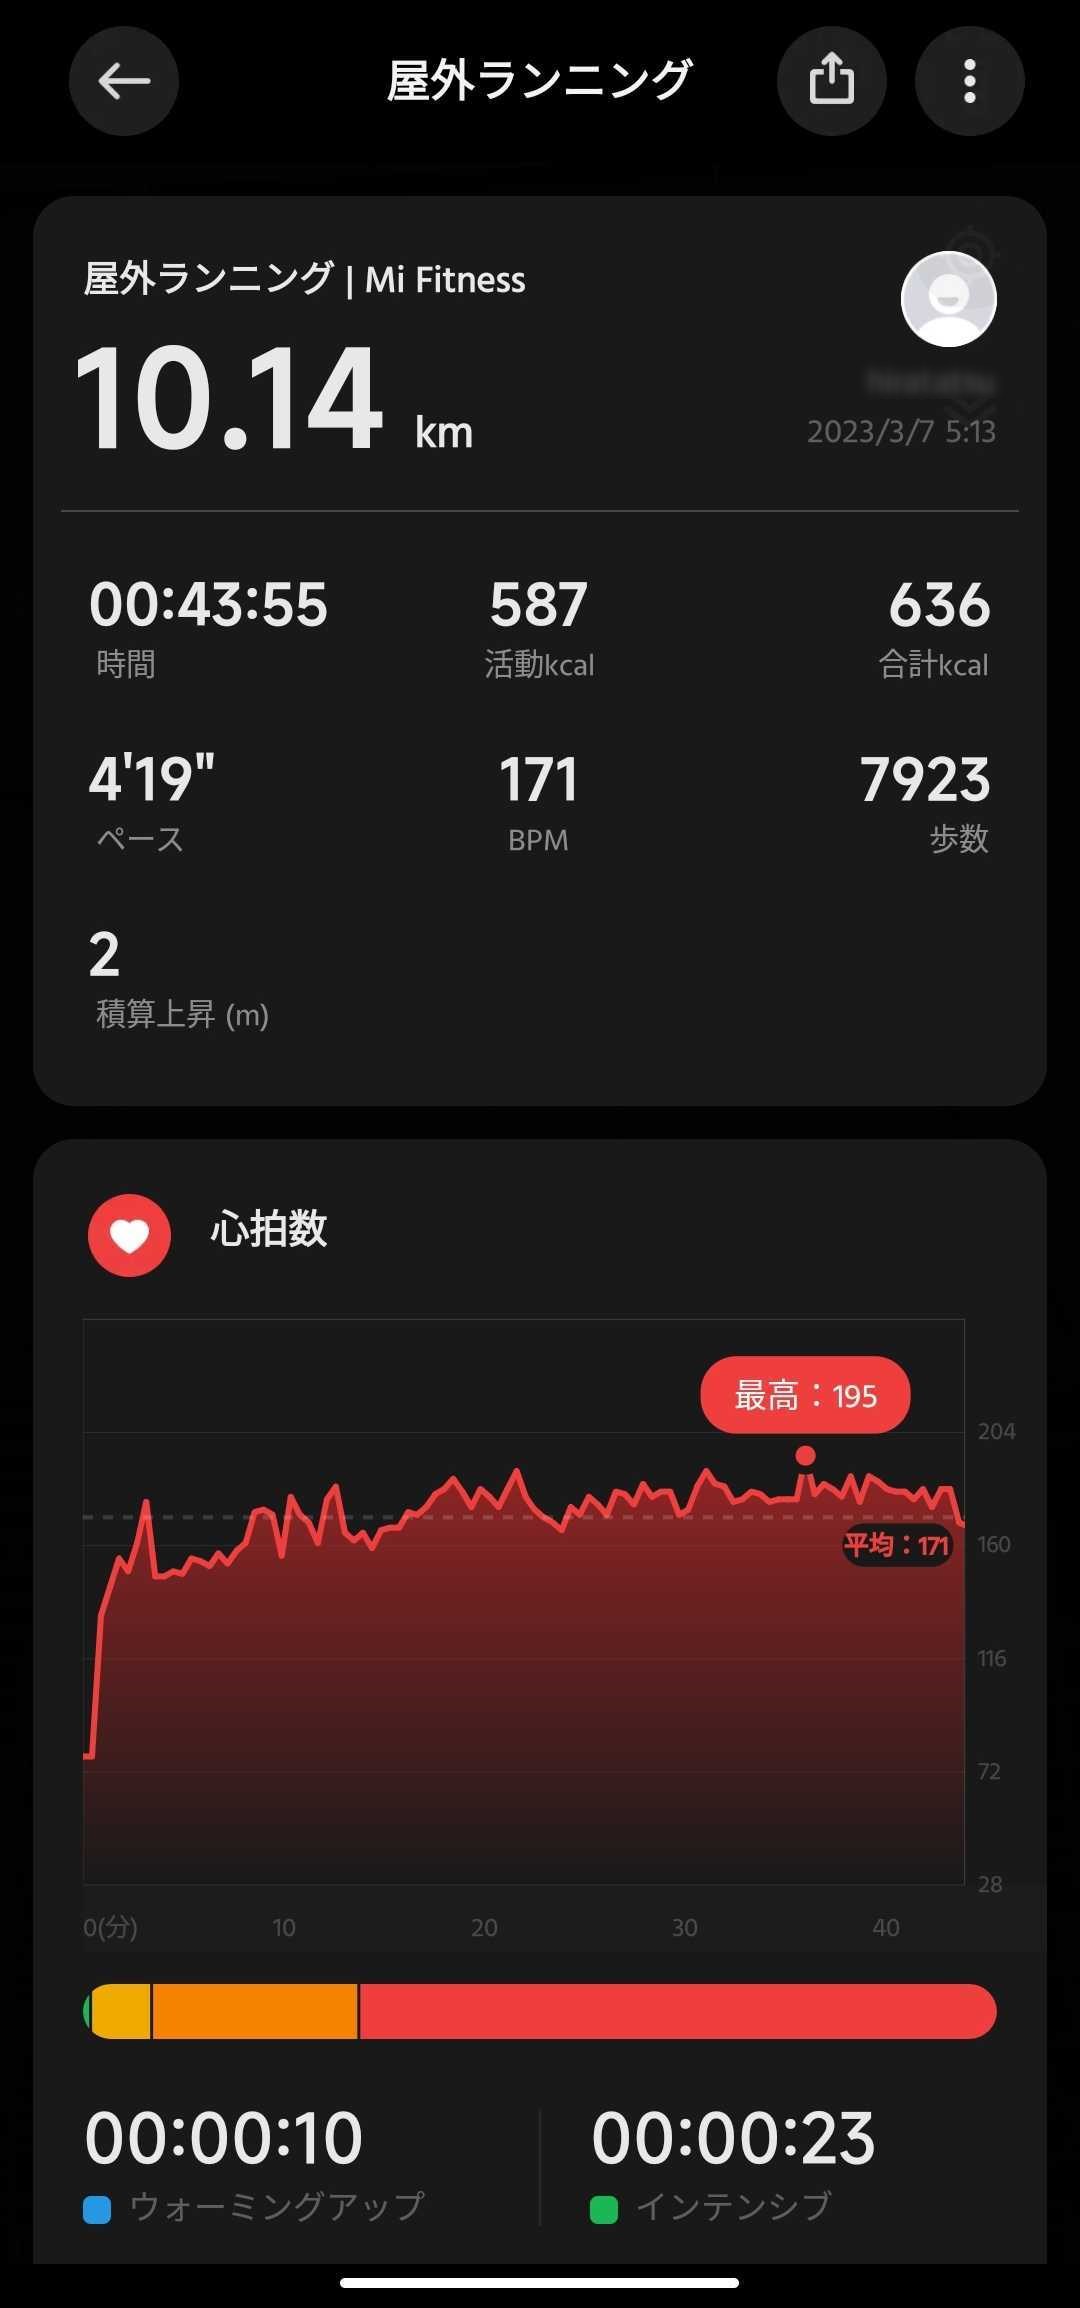 屋外ランニング
屋外ランニング | Mi Fitness
10.14 km
2023/3/7 5:13
00:43:55
時間
587
活動kcal
636
合計kcal
4'19"
ペース
171
BPM
7923
歩数
2
積算上昇 (m)
心拍数
最高：195
204
平均：171
160
116
72
28
0(分) 10 20 30 40
00:00:10
ウォーミングアップ
00:00:23
インテンシブ